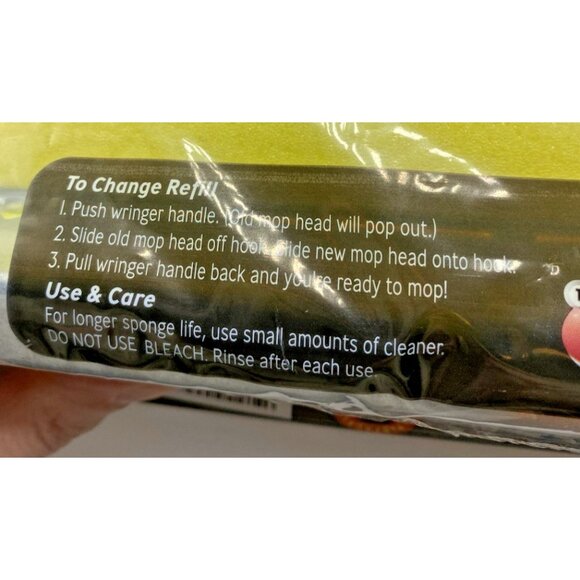 To Change Refill
1. Push wringer handle. (Old mop head will pop out.)
2. Slide old mop head off hook. Slide new mop head onto hook.
3. Pull wringer handle back and you're ready to mop!
Use & Care
For longer sponge life, use small amounts of cleaner.
DO NOT USE BLEACH. Rinse after each use.